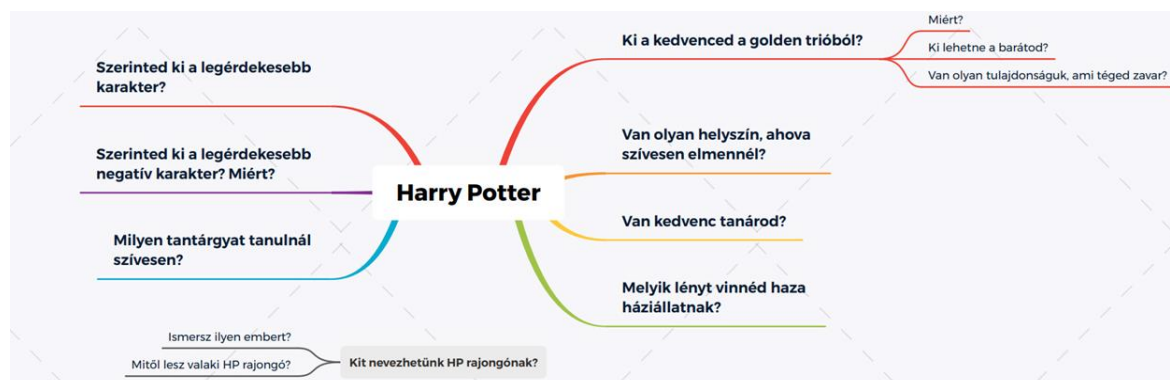 Harry Potter
Szerinted ki a legérdekesebb
karakter?
Szerinted ki a legérdekesebb
negatív karakter? Miért?
Milyen tantárgyat tanulnál
szívesen?
Ki a kedvenced a golden trióból?
Miért?
Ki lehetne a barátod?
Van olyan tulajdonságuk, ami téged zavar?
Van olyan helyszín, ahova
szívesen elmennél?
Van kedvenc tanárod?
Melyik lényt vinnéd haza
háziállatnak?
Ismersz ilyen embert?
Mitől lesz valaki HP rajongó?
Kit nevezhetünk HP rajongónak?